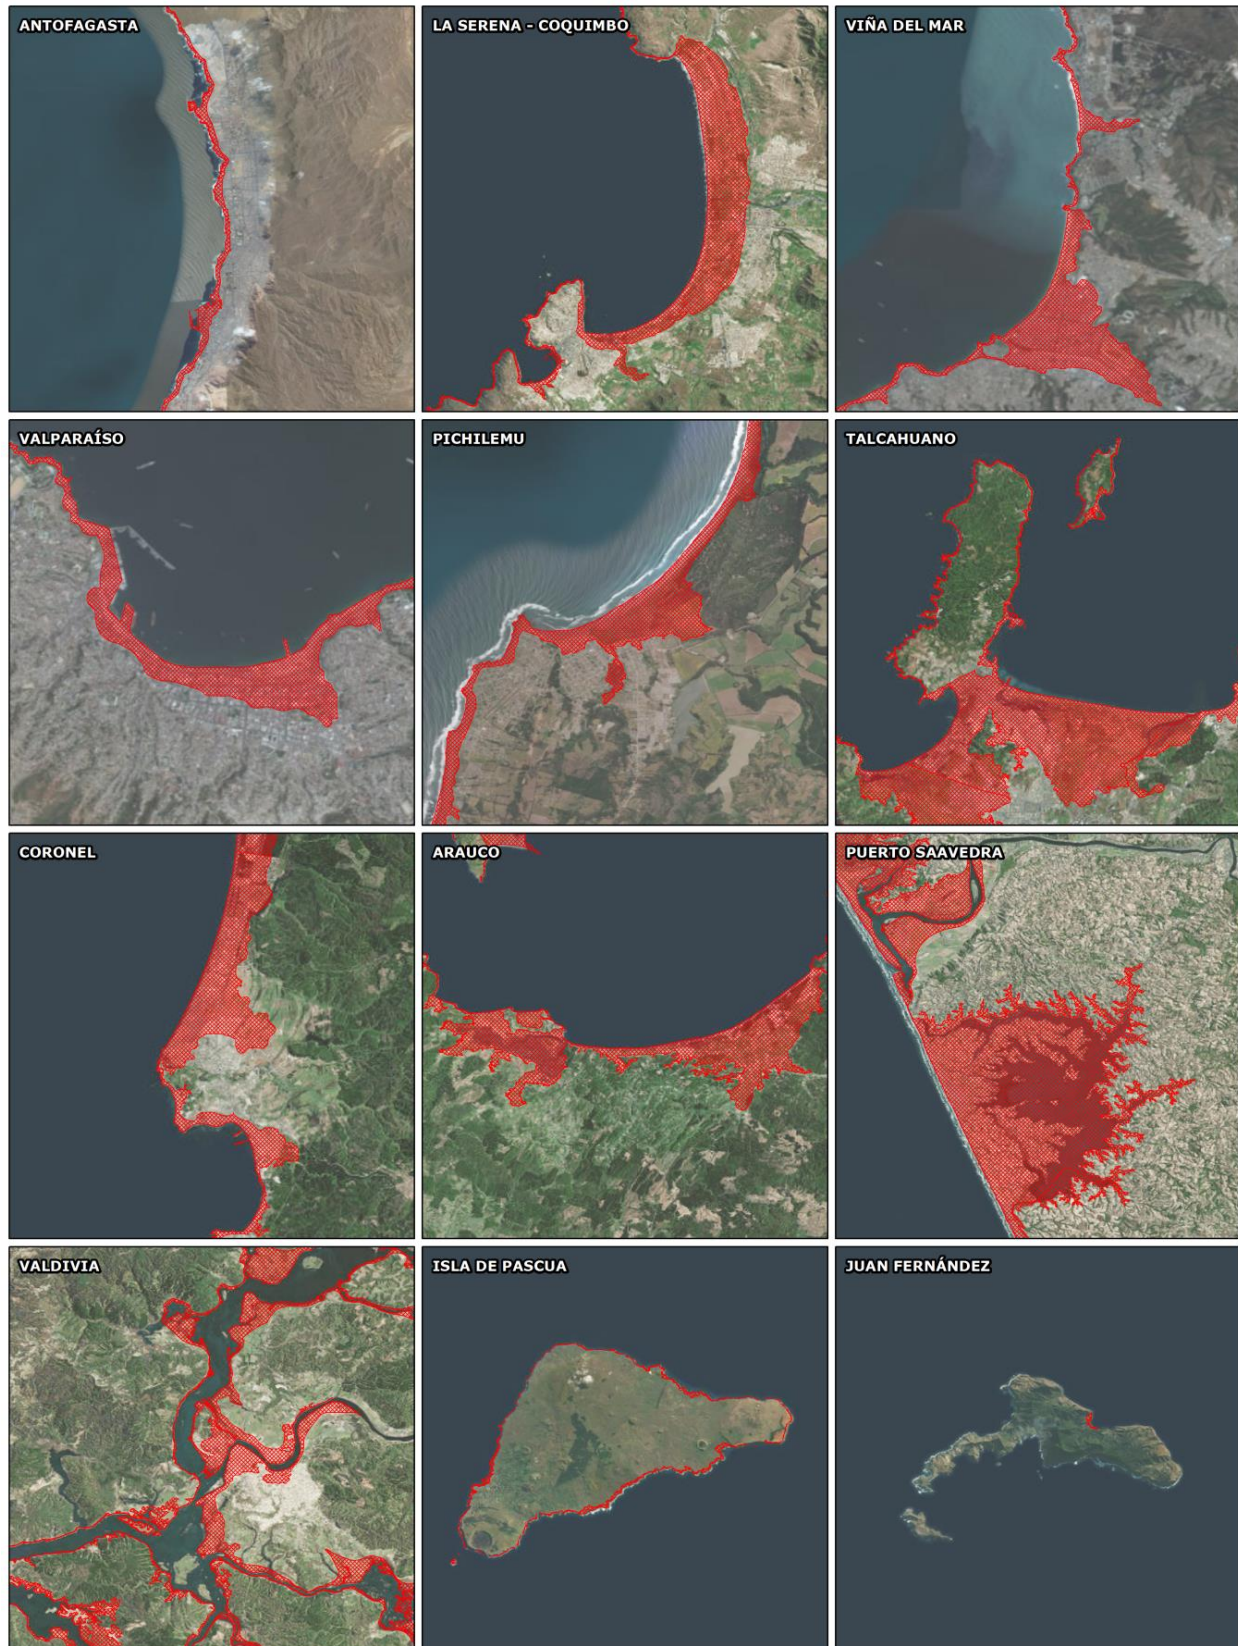 ANTOFAGASTA
LA SERENA - COQUIMBO
VIÑA DEL MAR
VALPARAÍSO
PICHILEMU
TALCAHUANO
CORONEL
ARAUCO
PUERTO SAAVEDRA
VALDIVIA
ISLA DE PASCUA
JUAN FERNÁNDEZ